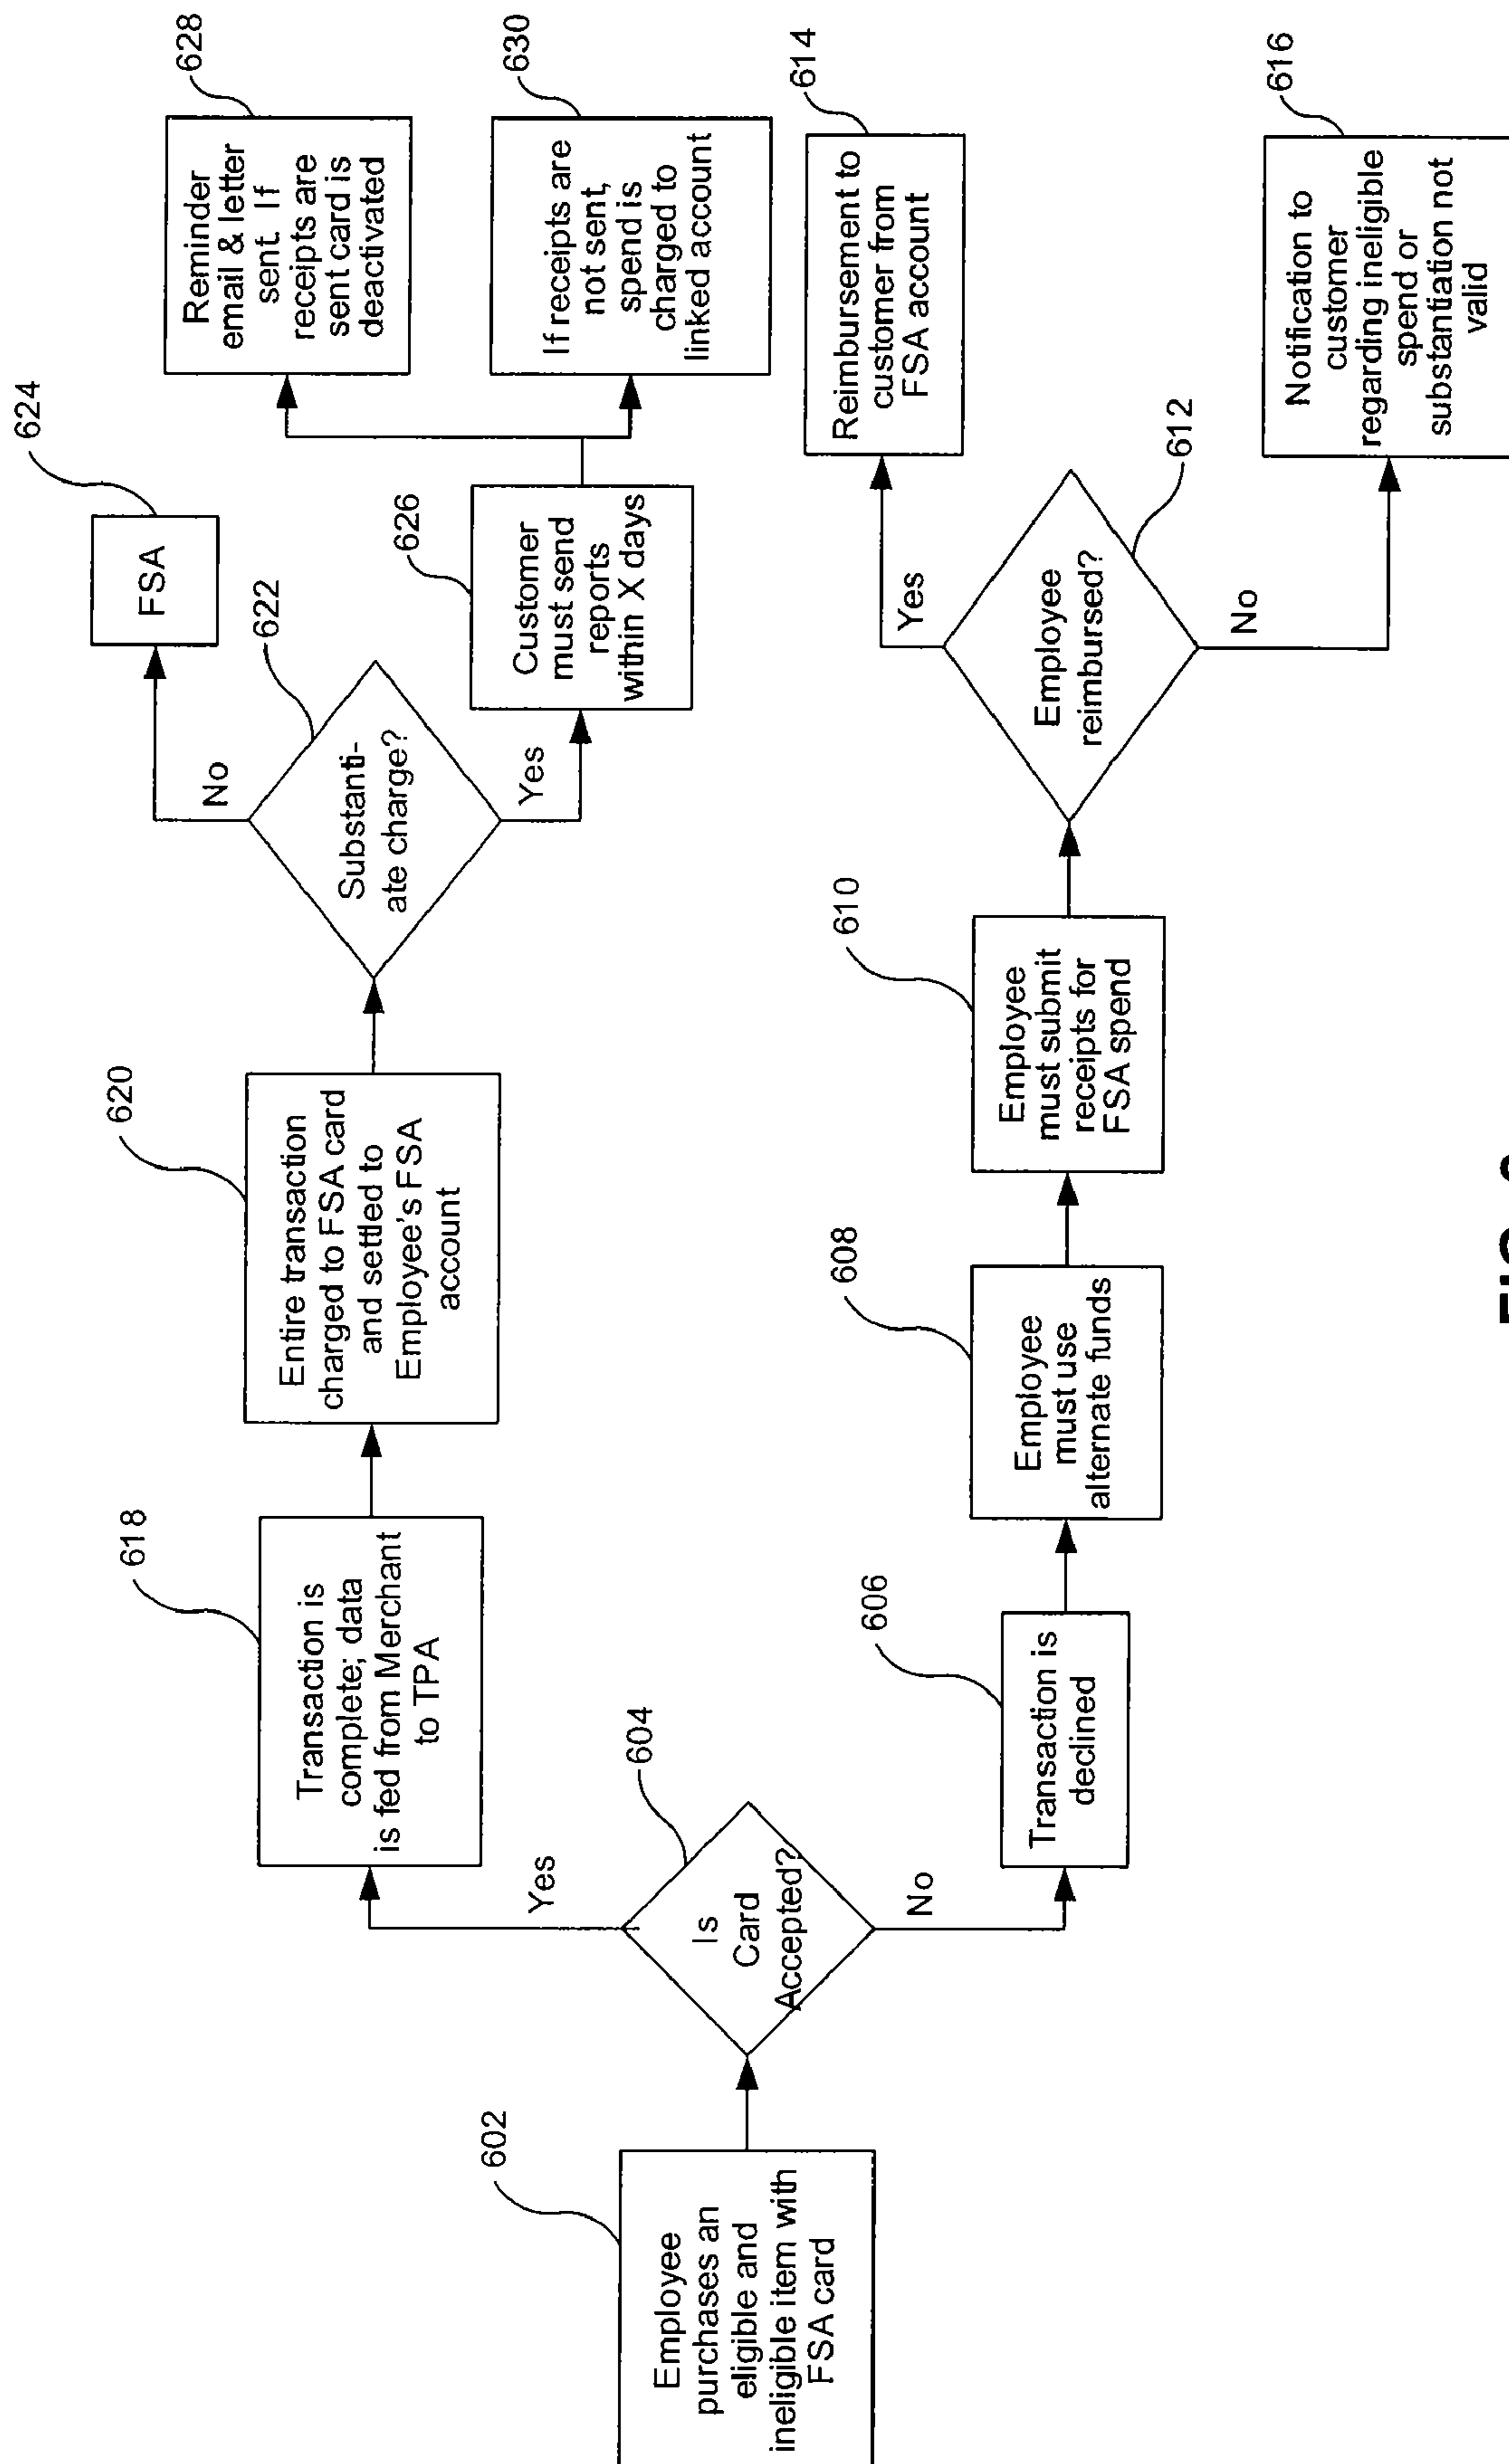 602
Employee
purchases an
eligible and
ineligible item with
FSA card
604
Is
Card
Accepted?
Yes
No
618
Transaction is
complete; data
is fed from Merchant
to TPA
620
Entire transaction
charged to FSA card
and settled to
Employee's FSA
account
622
Substanti-
ate charge?
No
Yes
624
FSA
626
Customer
must send
reports
within X days
628
Reminder
email & letter
sent. If
receipts are
sent card is
deactivated
630
If receipts are
not sent,
spend is
charged to
linked account
606
Transaction is
declined
608
Employee
must use
alternate funds
610
Employee
must submit
receipts for
FSA spend
612
Employee
reimbursed?
Yes
No
614
Reimbursement to
customer from
FSA account
616
Notification to
customer
regarding ineligible
spend or
substantiation not
valid